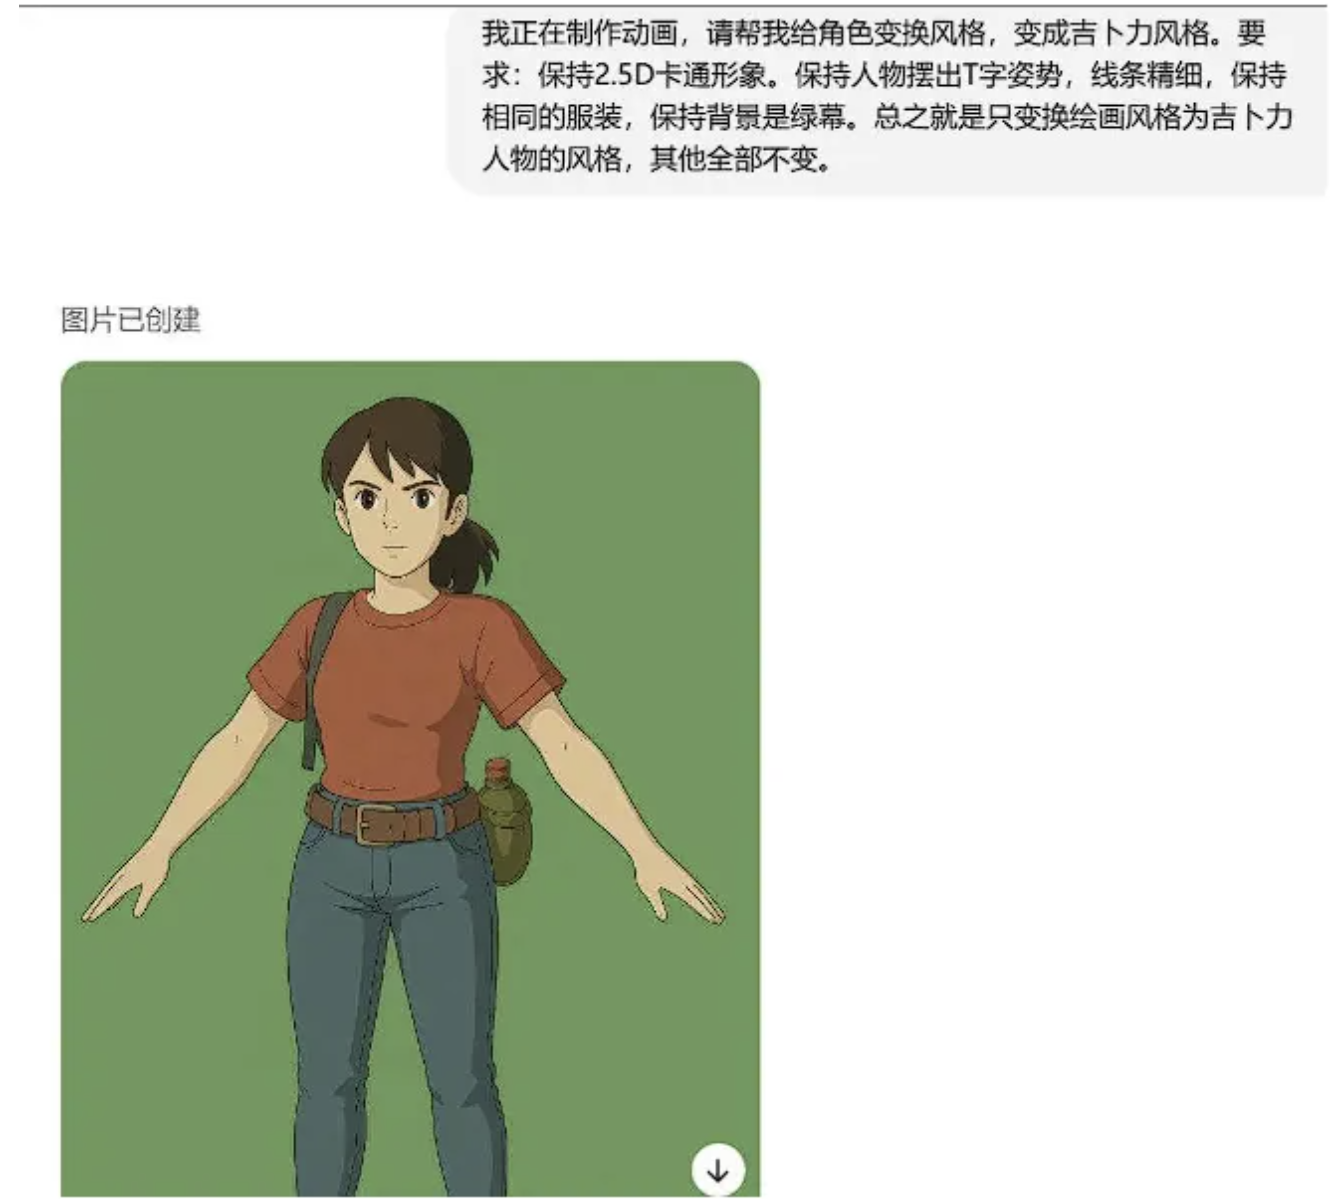 我正在制作动画，请帮我给角色变换风格，变成吉卜力风格。要
求：保持2.5D卡通形象。保持人物摆出T字姿势，线条精细，保持
相同的服装，保持背景是绿幕。总之就是只变换绘画风格为吉卜力
人物的风格，其他全部不变。
图片已创建